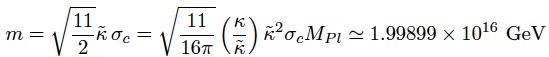 m = \sqrt{\frac{11}{2}} \tilde{\kappa} \sigma_c = \sqrt{\frac{11}{16\pi}} \left( \frac{\kappa}{\tilde{\kappa}} \right) \tilde{\kappa}^2 \sigma_c M_{Pl} \simeq 1.99899 \times 10^{16} GeV